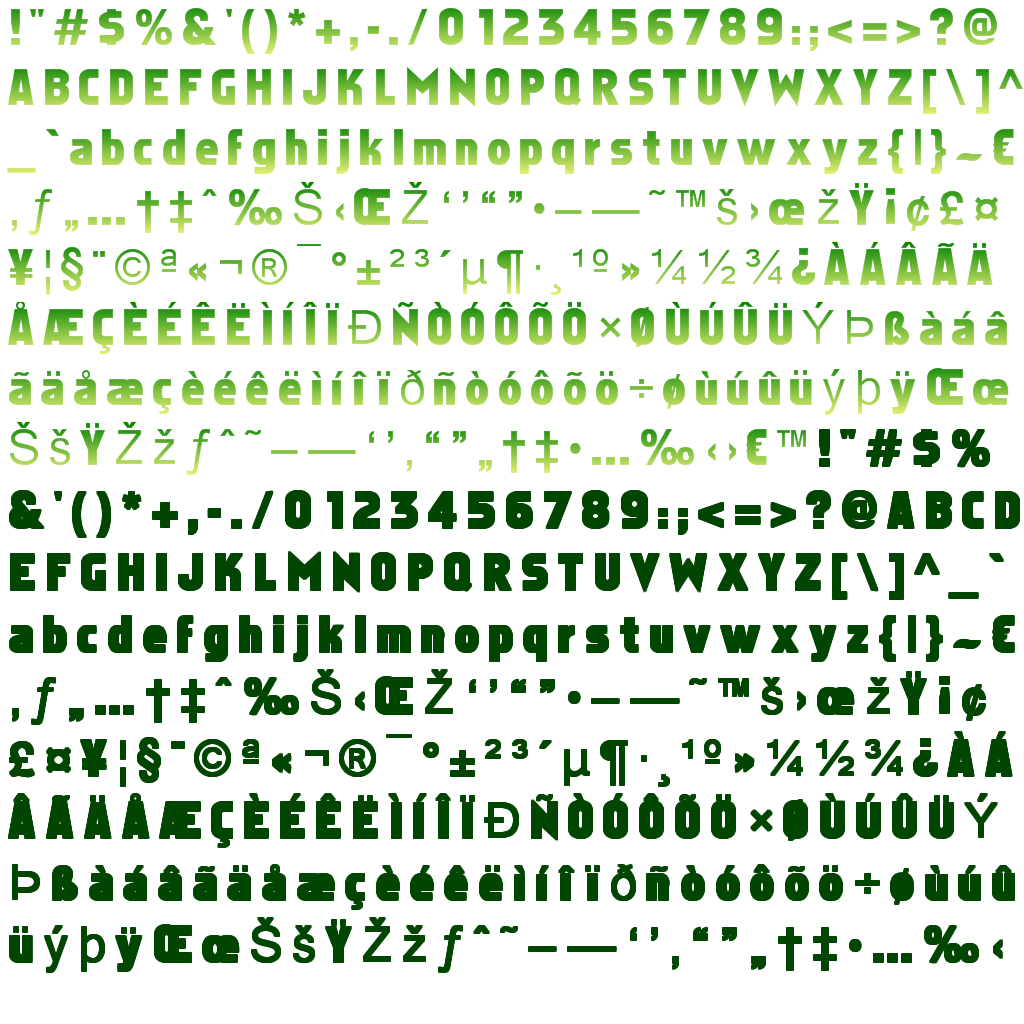 !"#$%&'()*+,-./0123456789:;<=>?@
ABCDEFGHIJKLMNOPQRSTUVWXYZ[\]^
_`abcdefghijklmnopqrstuvwxyz{|}~€
‚ƒ„…†‡ˆ‰Š‹ŒŽ‘’“”•–—˜™š›œžŸ¡¢£¤
¥¦§¨©ª«¬®¯°±²³´µ¶·¸¹º»¼½¾¿ÀÁÂÃÄ
ÅÆÇÈÉÊËÌÍÎÏÐÑÒÓÔÕÖ×ØÙÚÛÜÝÞßàáâ
ãäåæçèéêëìíîïðñòóôõö÷øùúûüýþÿŒœ
ŠšŸŽžƒˆ˜–—‘’‚“”„†‡•…‰‹›€™!"#$%
&'()*+,-./0123456789:;<=>?@ABCD
EFGHIJKLMNOPQRSTUVWXYZ[\]^_`
abcdefghijklmnopqrstuvwxyz{|}~€
‚ƒ„…†‡ˆ‰Š‹ŒŽ‘’“”•–—˜™š›œžŸ¡¢
£¤¥¦§¨©ª«¬®¯°±²³´µ¶·¸¹º»¼½¾¿ÀÁ
ÂÃÄÅÆÇÈÉÊËÌÍÎÏÐÑÒÓÔÕÖ×ØÙÚÛÜÝ
Þßàáâãäåæçèéêëìíîïðñòóôõö÷øùúû
üýþÿŒœŠšŸŽžƒˆ˜–—‘’‚“”„†‡•…‰‹